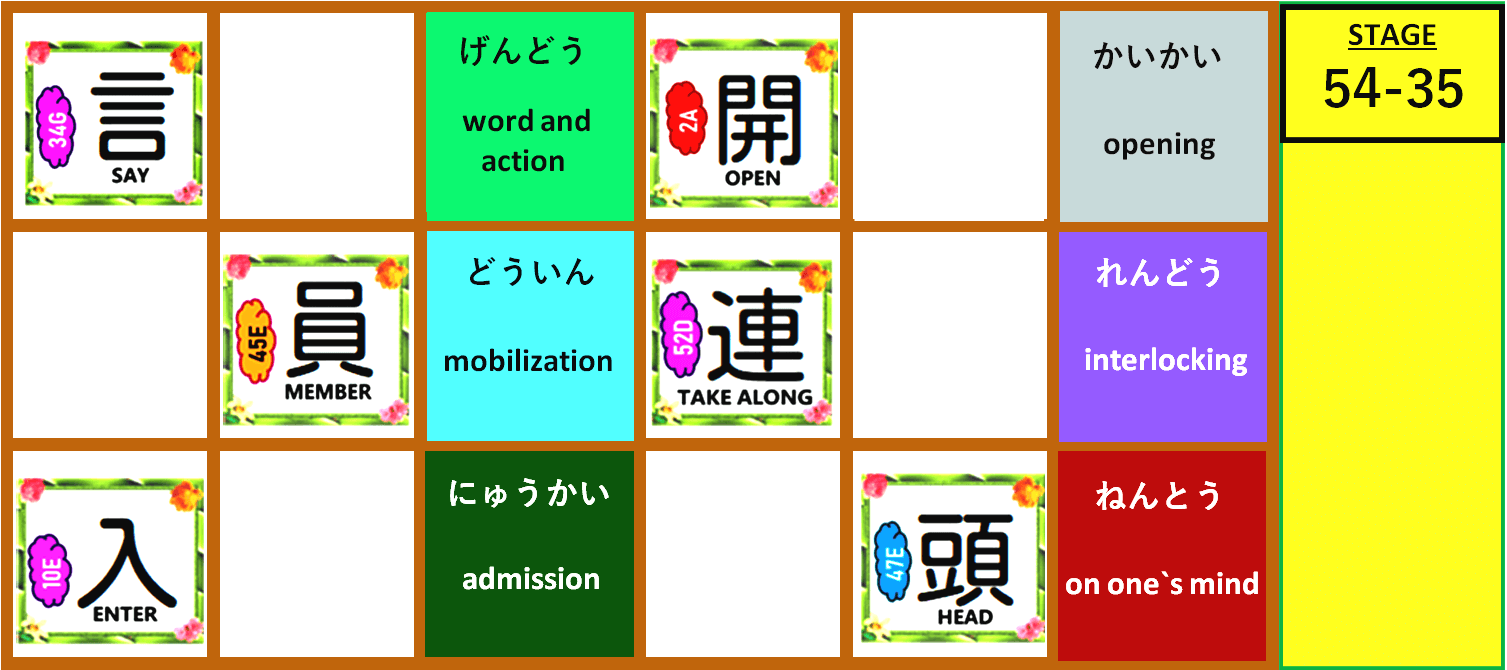 34G
言
SAY
げんどう
word and
action
2A
開
OPEN
かいかい
opening
STAGE
54-35
45E
員
MEMBER
どういん
mobilization
52D
連
TAKE ALONG
れんどう
interlocking
10E
入
ENTER
にゅうかい
admission
47E
頭
HEAD
ねんとう
on one`s mind